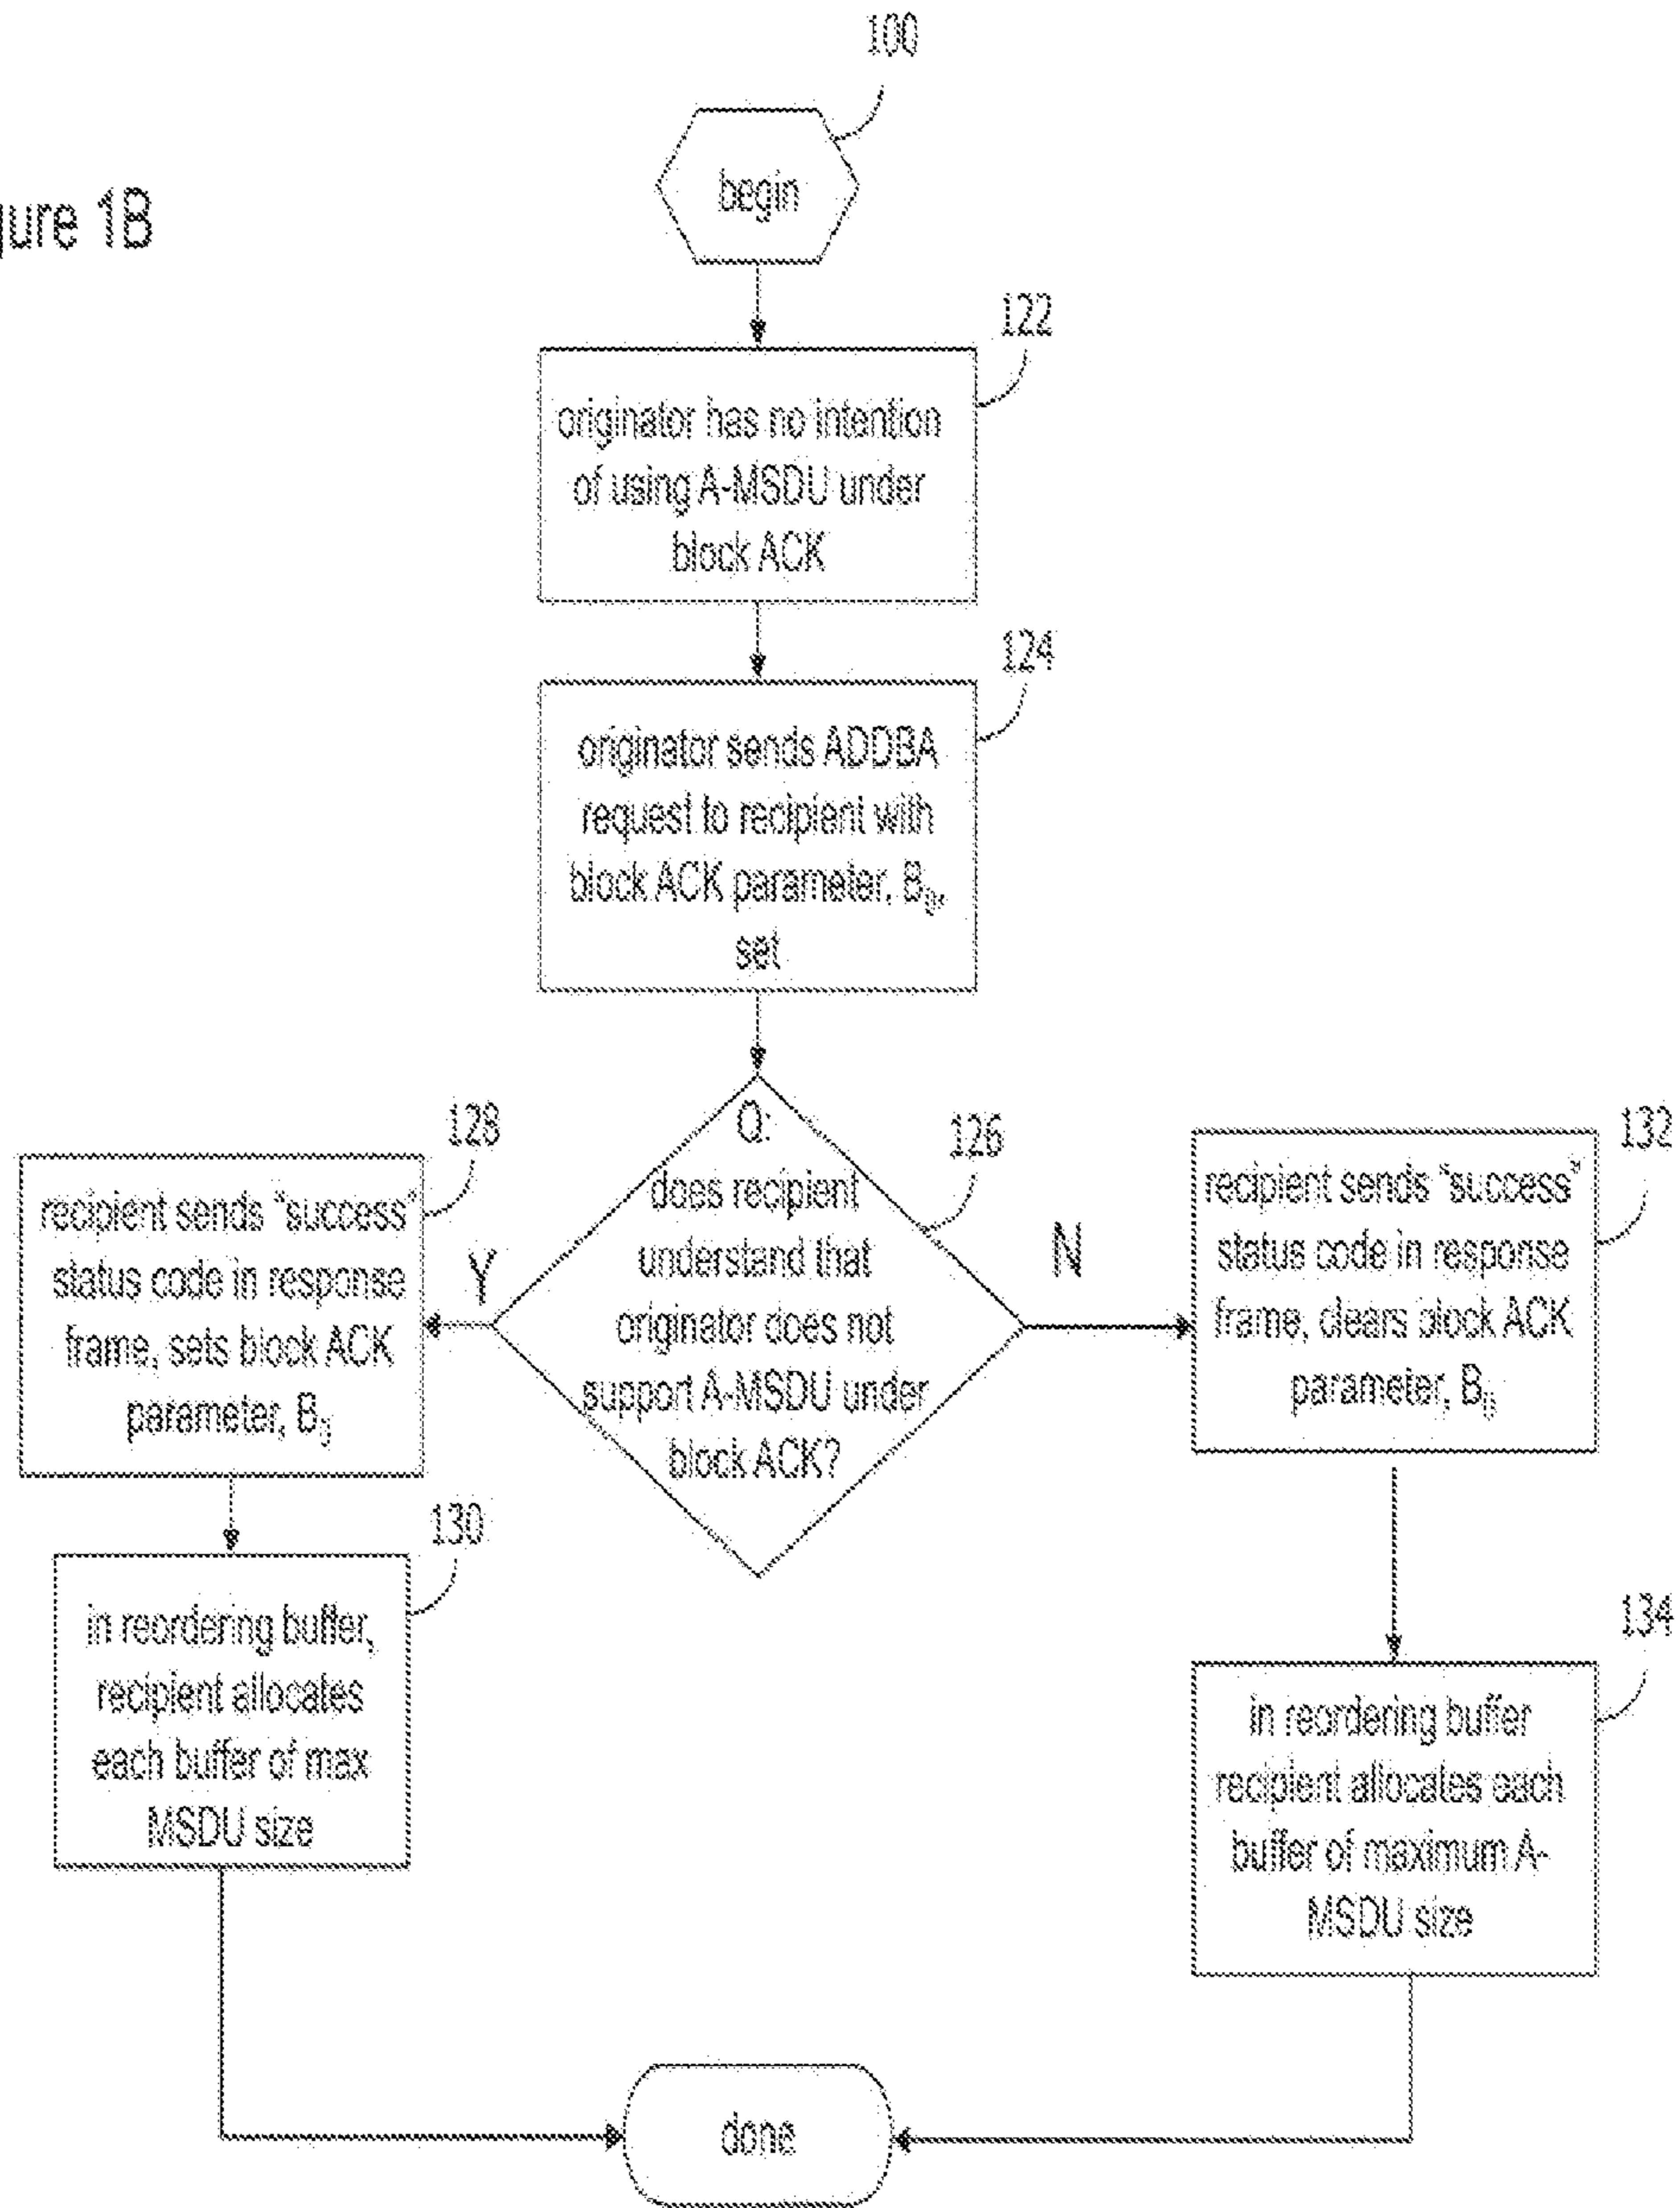 gure 1B
100
begin
122
originator has no intention
of using A-MSDU under
block ACK
124
originator sends ADDBA
request to recipient with
block ACK parameter,
set
126
Q:
does recipient
understand that
originator does not
support A-MSDU under
block ACK?
Y
N
128
recipient sends "success"
status code in response
frame, sets block ACK
parameter,
130
in reordering buffer,
recipient allocates
each buffer of max
MSDU size
132
recipient sends "success"
status code in response
frame, clears block ACK
parameter,
134
in reordering buffer
recipient allocates each
buffer of maximum A-
MSDU size
done